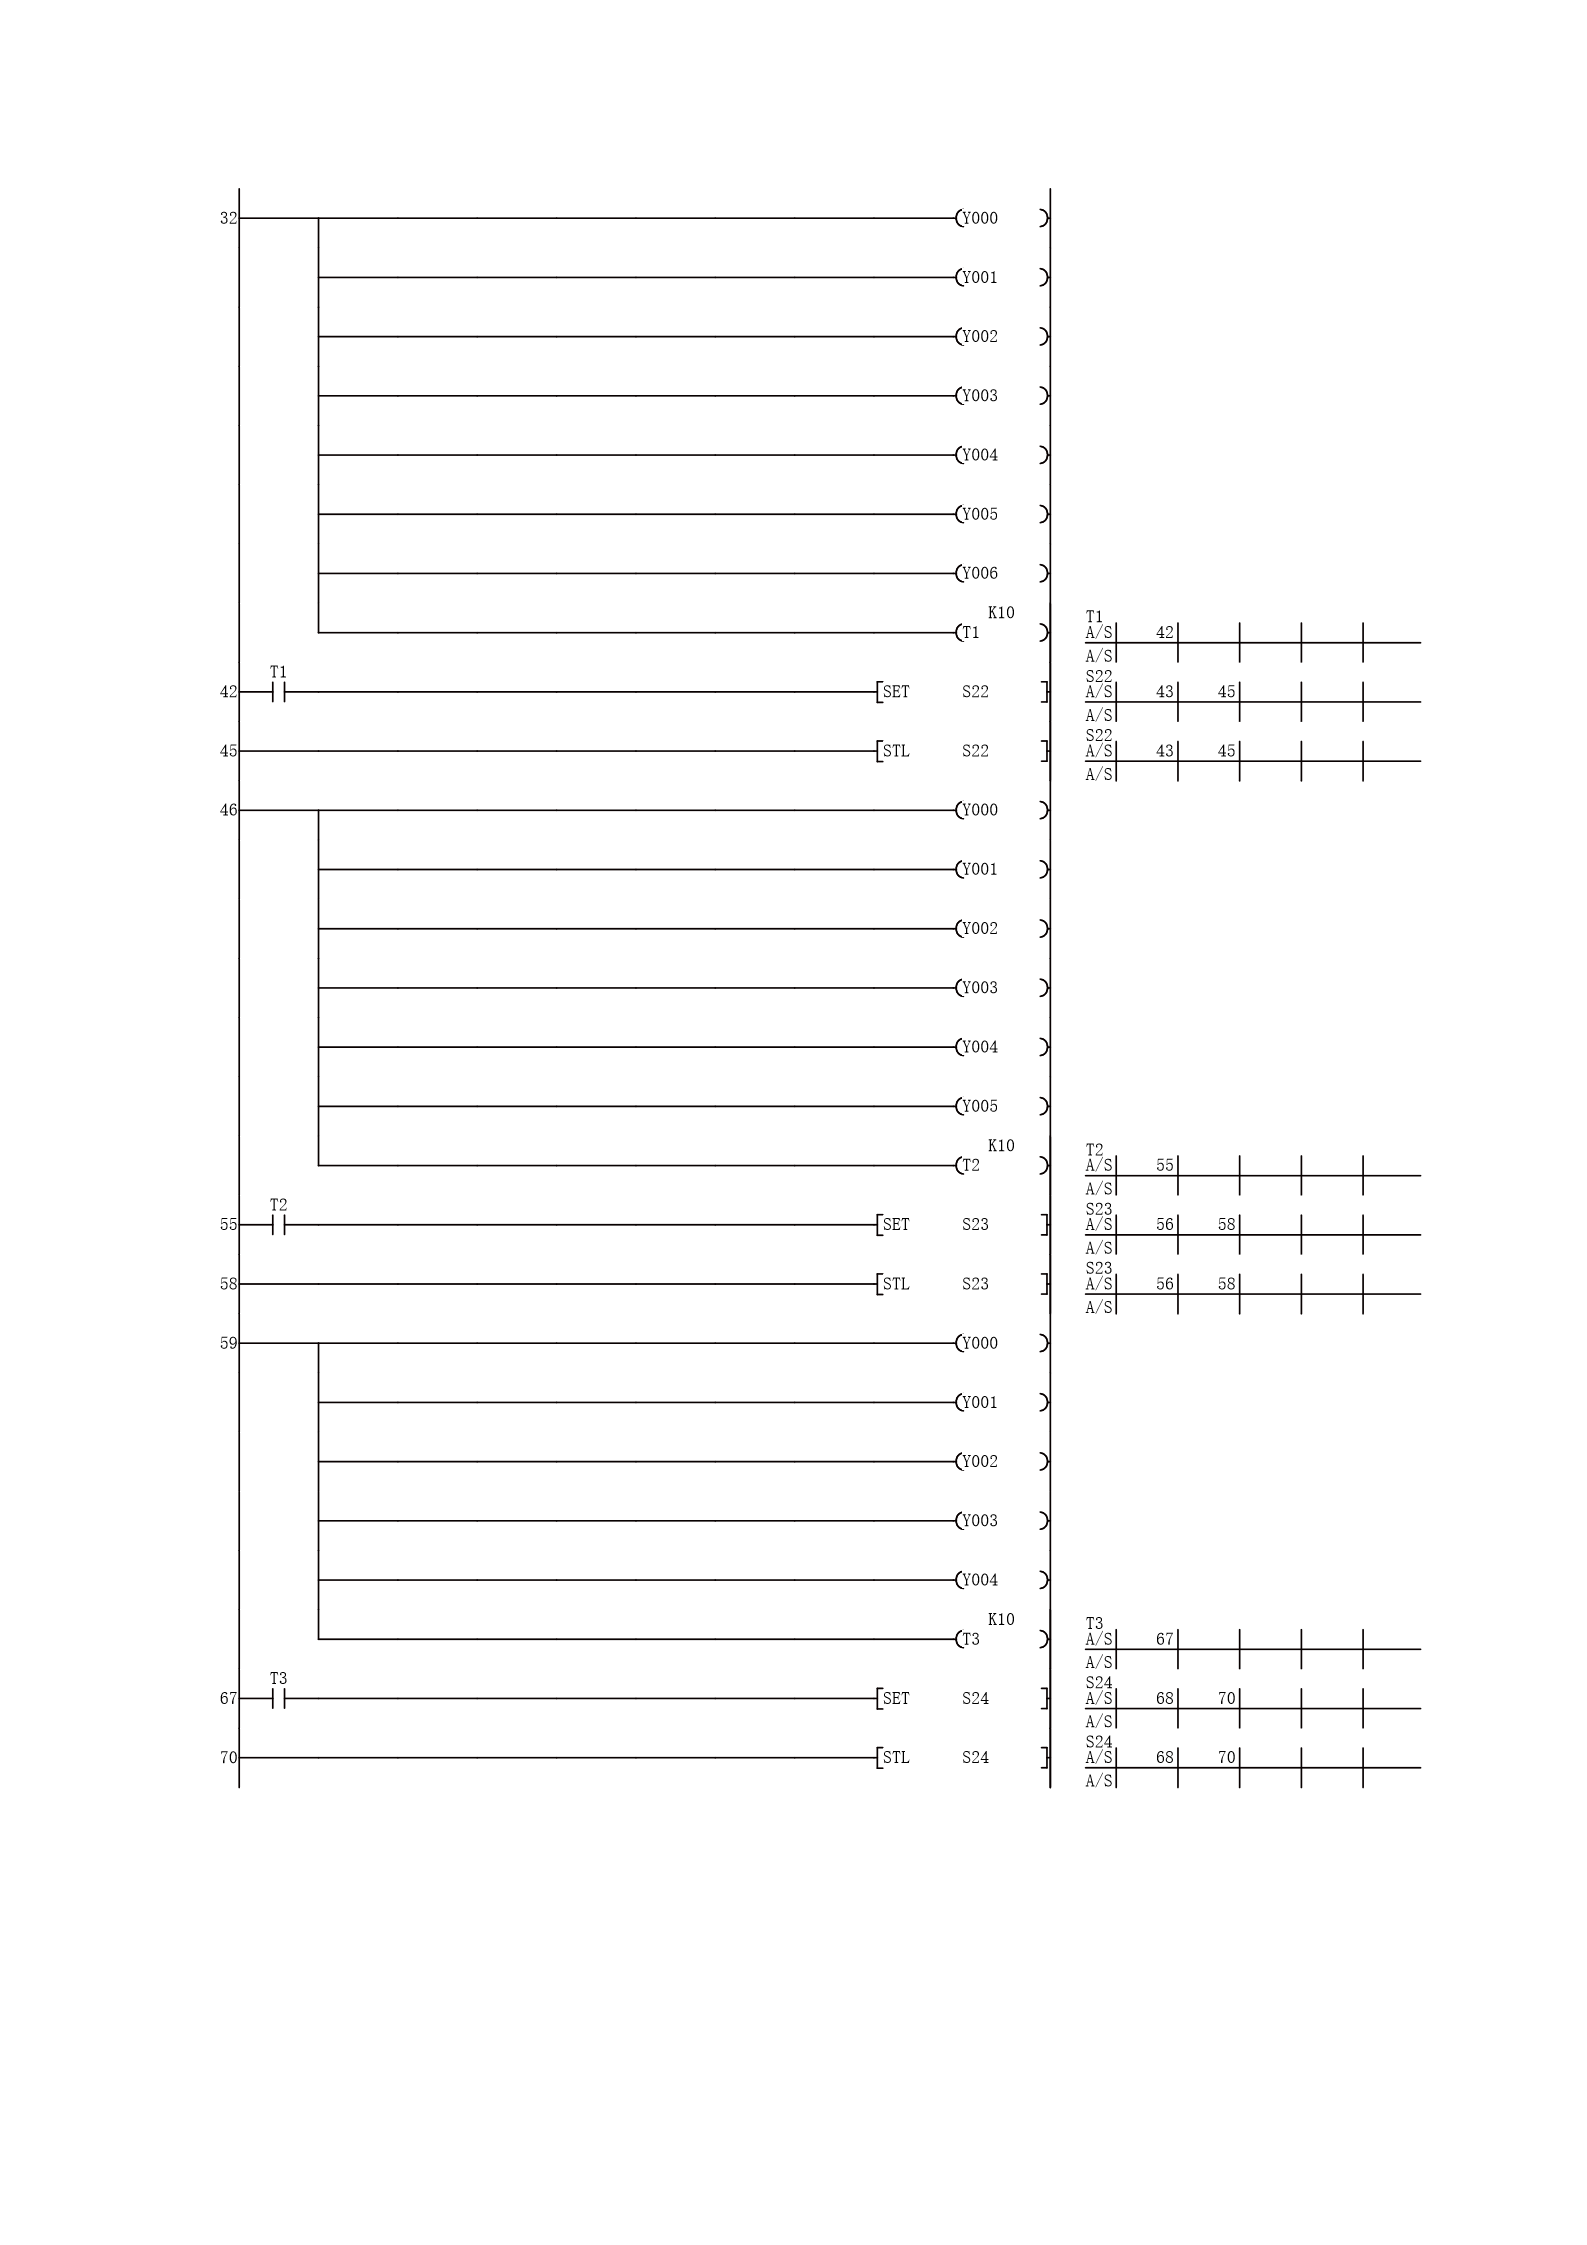 32 Y000
Y001
Y002
Y003
Y004
Y005
Y006
K10
T1 T1
A/S 42
A/S
T1 S22
42 SET S22 A/S 43 45
A/S
S22
45 STL S22 A/S 43 45
A/S
46 Y000
Y001
Y002
Y003
Y004
Y005
K10
T2 T2
A/S 55
A/S
T2 S23
55 SET S23 A/S 56 58
A/S
S23
58 STL S23 A/S 56 58
A/S
59 Y000
Y001
Y002
Y003
Y004
K10
T3 T3
A/S 67
A/S
T3 S24
67 SET S24 A/S 68 70
A/S
S24
70 STL S24 A/S 68 70
A/S